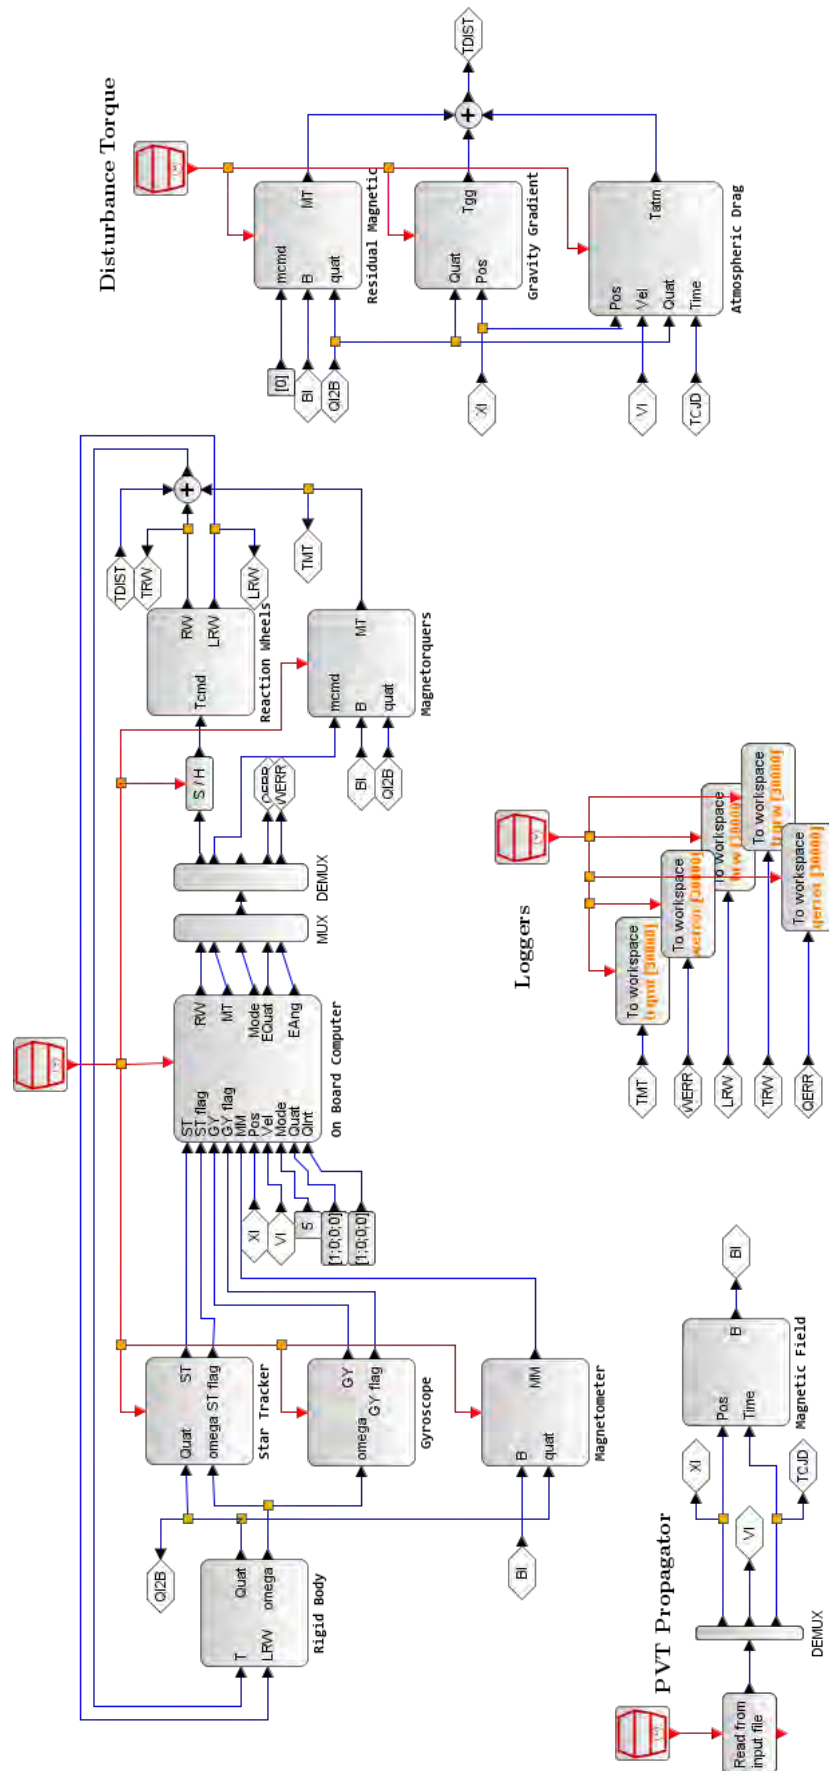 Disturbance Torque
mcmd
B
quat
MT
Residual Magnetic
[0]
BI
QI2B
Quat
Pos
Tgg
Gravity Gradient
XI
Pos
Vel
Quat
Time
Tatm
Atmospheric Drag
VI
TCJD
TDIST
T
LRW
Quat
omega
Rigid Body
QI2B
Quat
omega
ST
ST flag
Star Tracker
omega
GY
GY flag
Gyroscope
B
quat
MM
Magnetometer
BI
ST
ST flag
GY
GY flag
MM
Pos
Vel
Mode
Quat
QInt
RW
MT
Mode
EQuat
EAng
On Board Computer
XI
VI
5
[1;0;0;0]
[1;0;0;0]
MUX
DEMUX
S / H
QERR
WERR
Tcmd
RW
LRW
Reaction Wheels
TDIST
TRW
LRW
mcmd
B
quat
MT
Magnetorquers
BI
QI2B
TMT
PVT Propagator
Read from
input file
DEMUX
XI
VI
TCJD
Pos
Time
B
Magnetic Field
BI
Loggers
TMT
WERR
LRW
TRW
QERR
To workspace
To workspace
To workspace
To workspace
To workspace
[30000]